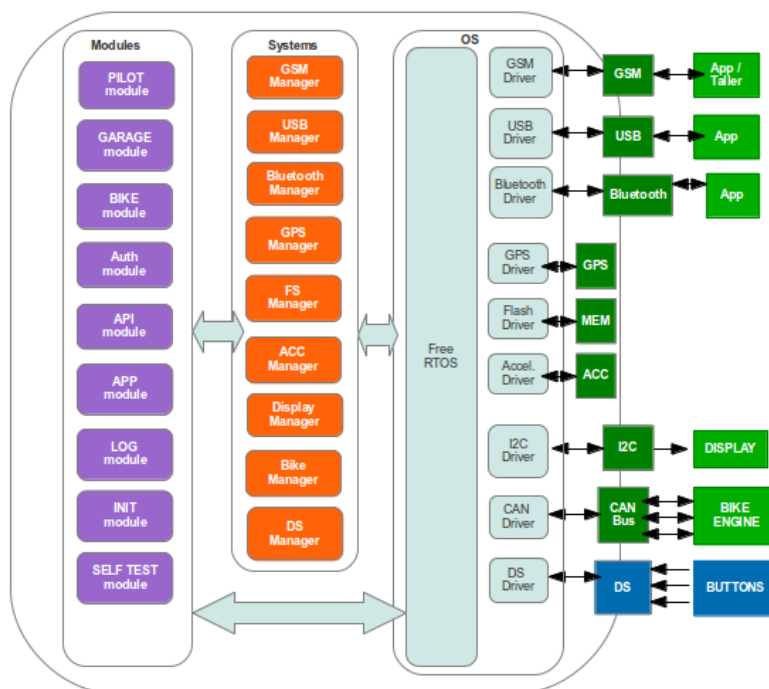 Modules
PILOT
module
GARAGE
module
BIKE
module
Auth
module
API
module
APP
module
LOG
module
INIT
module
SELF TEST
module
Systems
GSM
Manager
USB
Manager
Bluetooth
Manager
GPS
Manager
FS
Manager
ACC
Manager
Display
Manager
Bike
Manager
DS
Manager
OS
Free
RTOS
GSM
Driver
USB
Driver
Bluetooth
Driver
GPS
Driver
Flash
Driver
Accel.
Driver
I2C
Driver
CAN
Driver
DS
Driver
GSM
USB
Bluetooth
GPS
MEM
ACC
I2C
CAN
Bus
DS
App /
Taller
App
App
DISPLAY
BIKE
ENGINE
BUTTONS